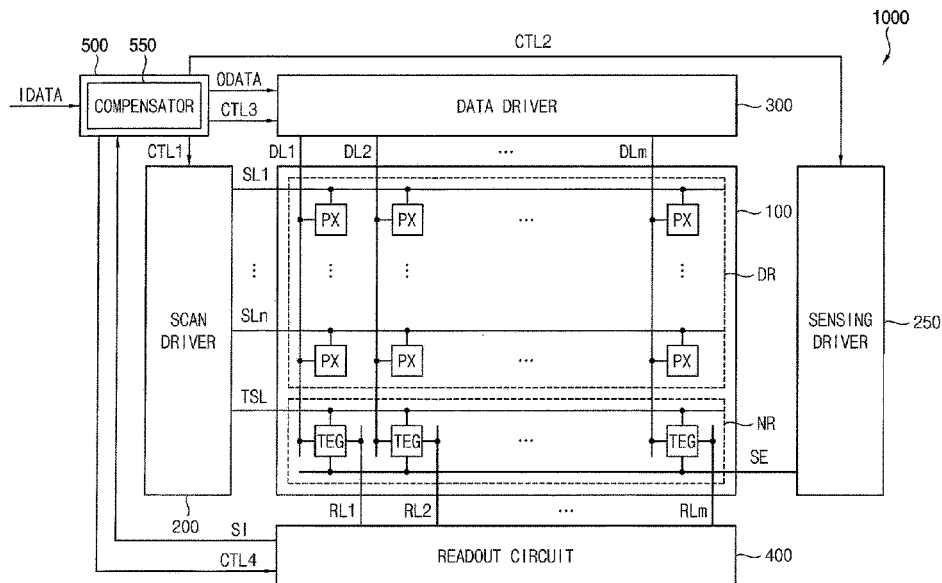 1000
500 550 CTL2
IDATA COMPENSATOR ODATA
CTL3
DATA DRIVER 300
CTL1 DL1 DL2 ... DLm
SL1
PX PX ... PX 100
... ... ... ... DR
SLn
SCAN DRIVER
SENSING DRIVER 250
PX PX ... PX
TSL
TEG TEG ... TEG NR
SE
200 RL1 RL2 ... RLm
SI
CTL4 READOUT CIRCUIT 400